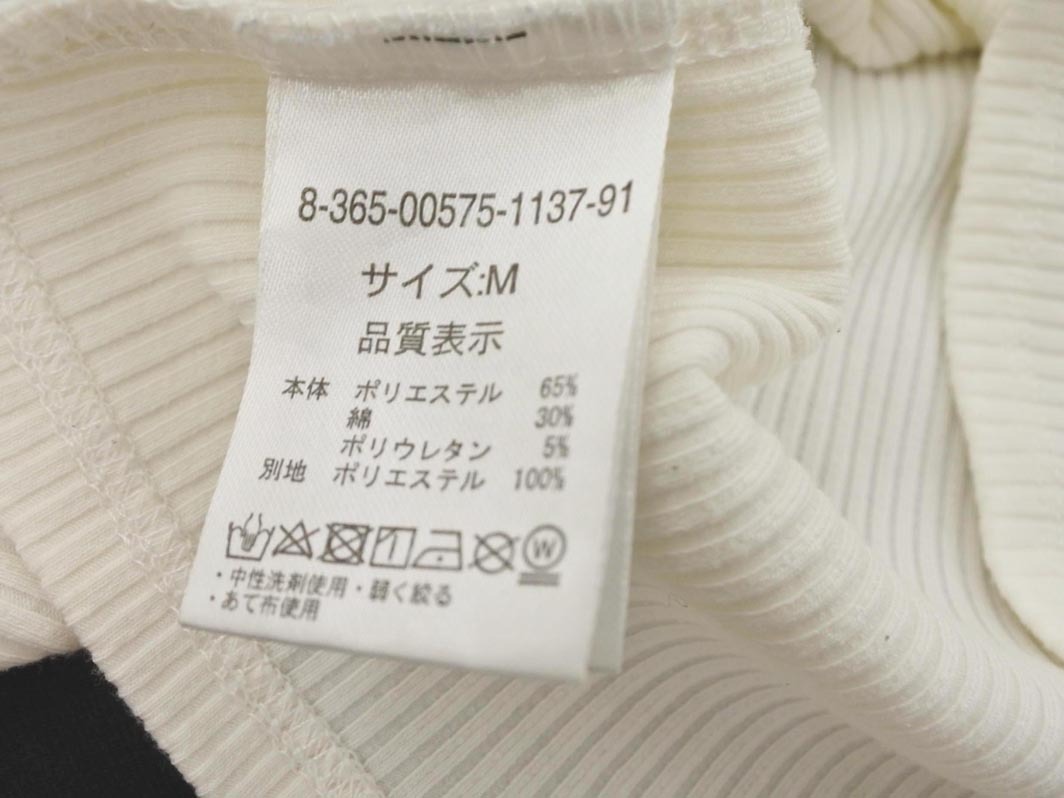 8-365-00575-1137-91
サイズ:M
品質表示
本体 ポリエステル 65%
綿 30%
ポリウレタン 5%
別地 ポリエステル 100%
W
・中性洗剤使用・弱く絞る
・あて布使用